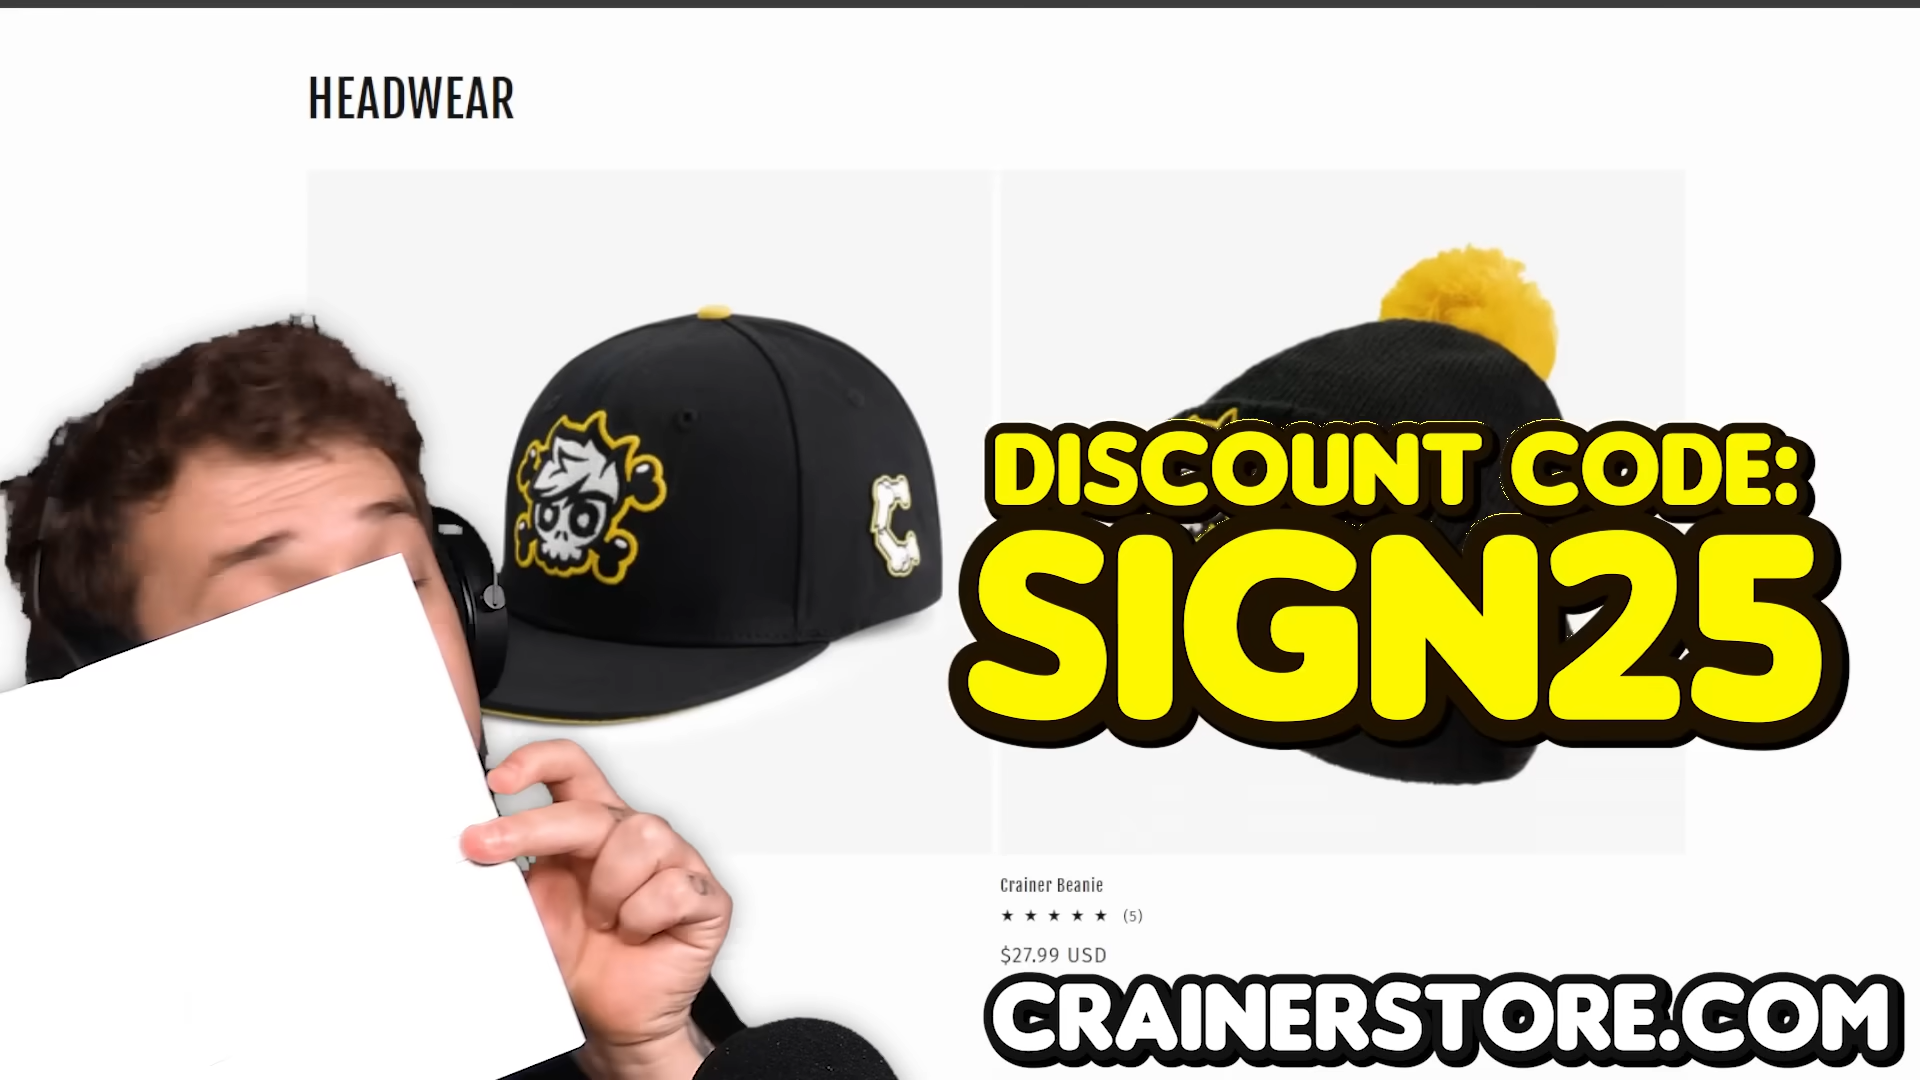 HEADWEAR
C
DISCOUNT CODE:
SIGN25
Crainer Beanie
★ ★ ★ ★ ★ (5)
$27.99 USD
CRAINERSTORE.COM